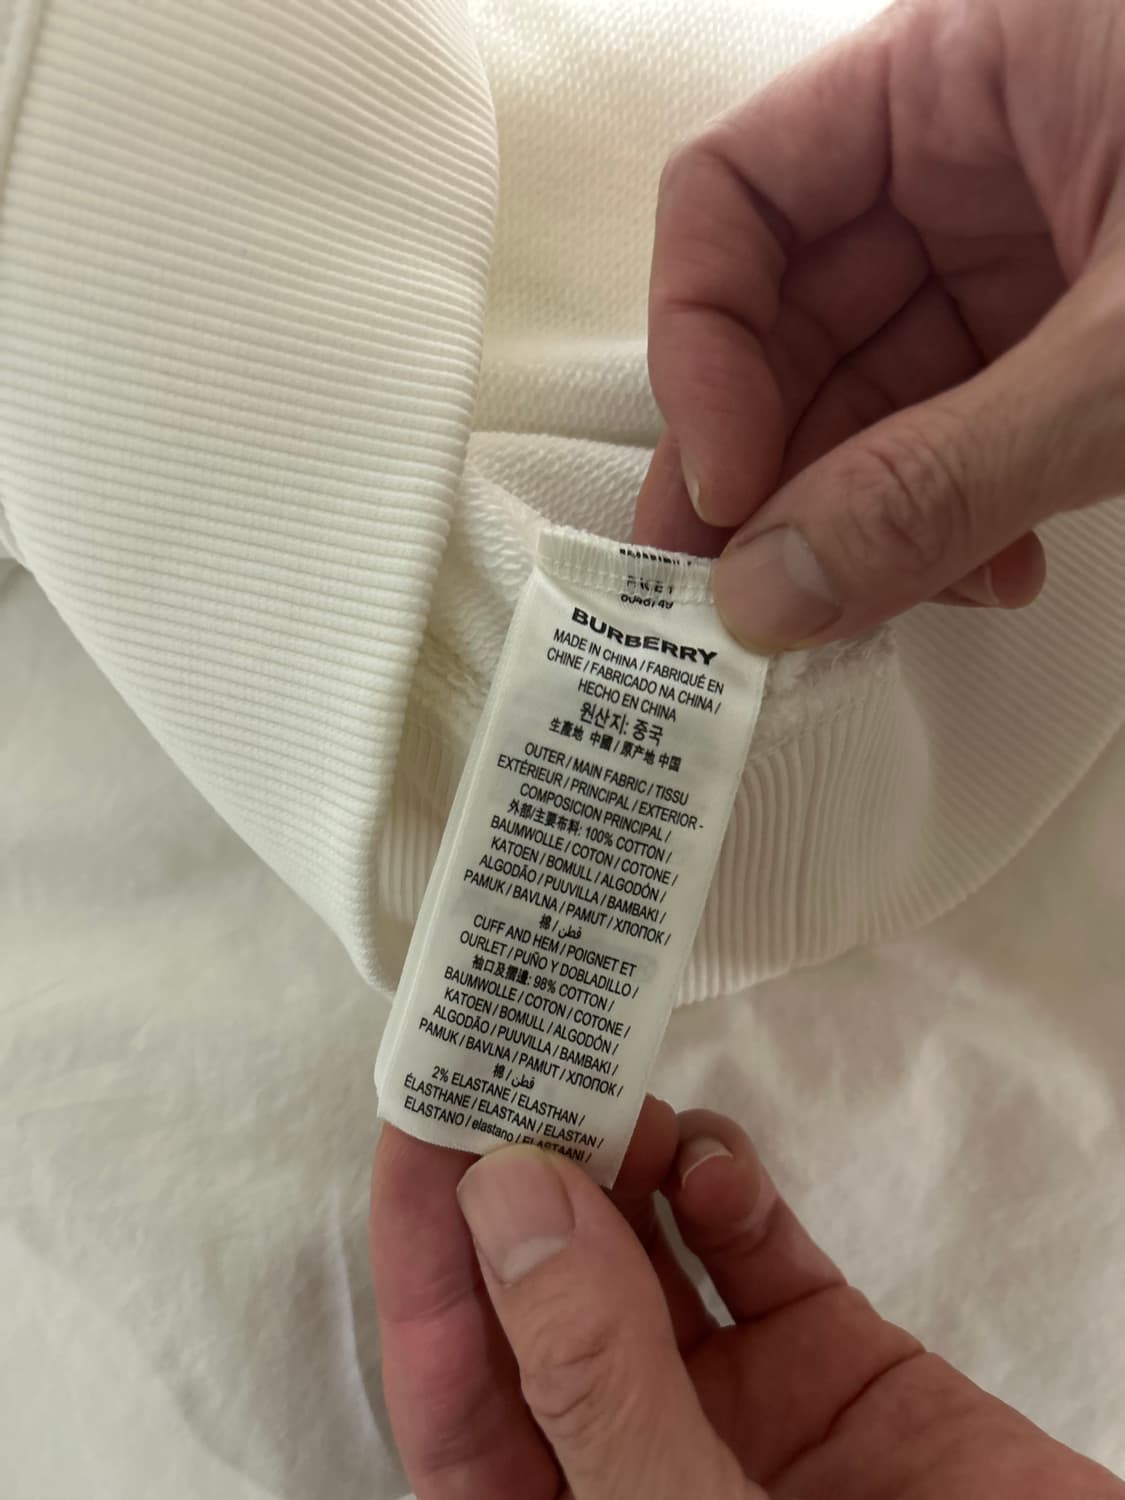 8048749
BURBERRY
MADE IN CHINA / FABRIQUÉ EN
CHINE / FABRICADO NA CHINA /
HECHO EN CHINA
원산지: 중국
生產地 中國 / 原产地 中国
OUTER / MAIN FABRIC / TISSU
EXTÉRIEUR / PRINCIPAL / EXTERIOR -
COMPOSICION PRINCIPAL /
外部/主要布料: 100% COTTON /
BAUMWOLLE / COTON / COTONE /
KATOEN / BOMULL / ALGODÓN /
ALGODÃO / PUUVILLA / BAMBAKI /
PAMUK / BAVLNA / PAMUT / ХЛОПОК /
棉 / قطن
CUFF AND HEM / POIGNET ET
OURLET / PUÑO Y DOBLADILLO /
袖口及摺邊: 98% COTTON /
BAUMWOLLE / COTON / COTONE /
KATOEN / BOMULL / ALGODÓN /
ALGODÃO / PUUVILLA / BAMBAKI /
PAMUK / BAVLNA / PAMUT / ХЛОПОК /
棉 / قطن
2% ELASTANE / ELASTHAN /
ÉLASTHANE / ELASTAAN / ELASTAN /
ELASTANO / elastano / ELASTAANI /